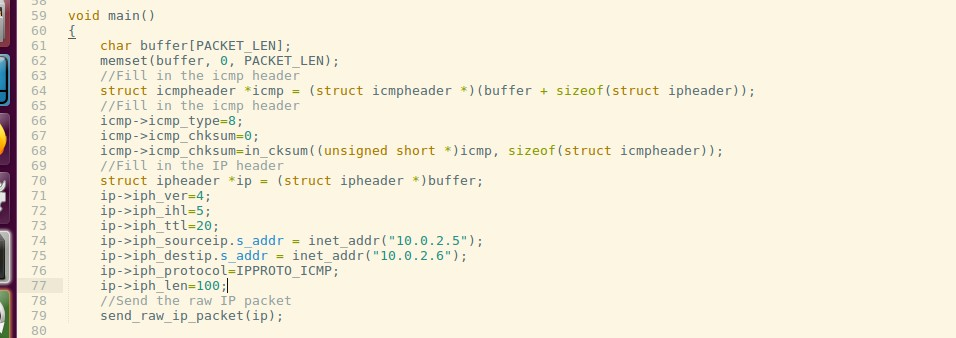 58
59 void main()
60 {
61     char buffer[PACKET_LEN];
62     memset(buffer, 0, PACKET_LEN);
63     //Fill in the icmp header
64     struct icmpheader *icmp = (struct icmpheader *)(buffer + sizeof(struct ipheader));
65     //Fill in the icmp header
66     icmp->icmp_type=8;
67     icmp->icmp_chksum=0;
68     icmp->icmp_chksum=in_cksum((unsigned short *)icmp, sizeof(struct icmpheader));
69     //Fill in the IP header
70     struct ipheader *ip = (struct ipheader *)buffer;
71     ip->iph_ver=4;
72     ip->iph_ihl=5;
73     ip->iph_ttl=20;
74     ip->iph_sourceip.s_addr = inet_addr("10.0.2.5");
75     ip->iph_destip.s_addr = inet_addr("10.0.2.6");
76     ip->iph_protocol=IPPROTO_ICMP;
77     ip->iph_len=100;
78     //Send the raw IP packet
79     send_raw_ip_packet(ip);
80